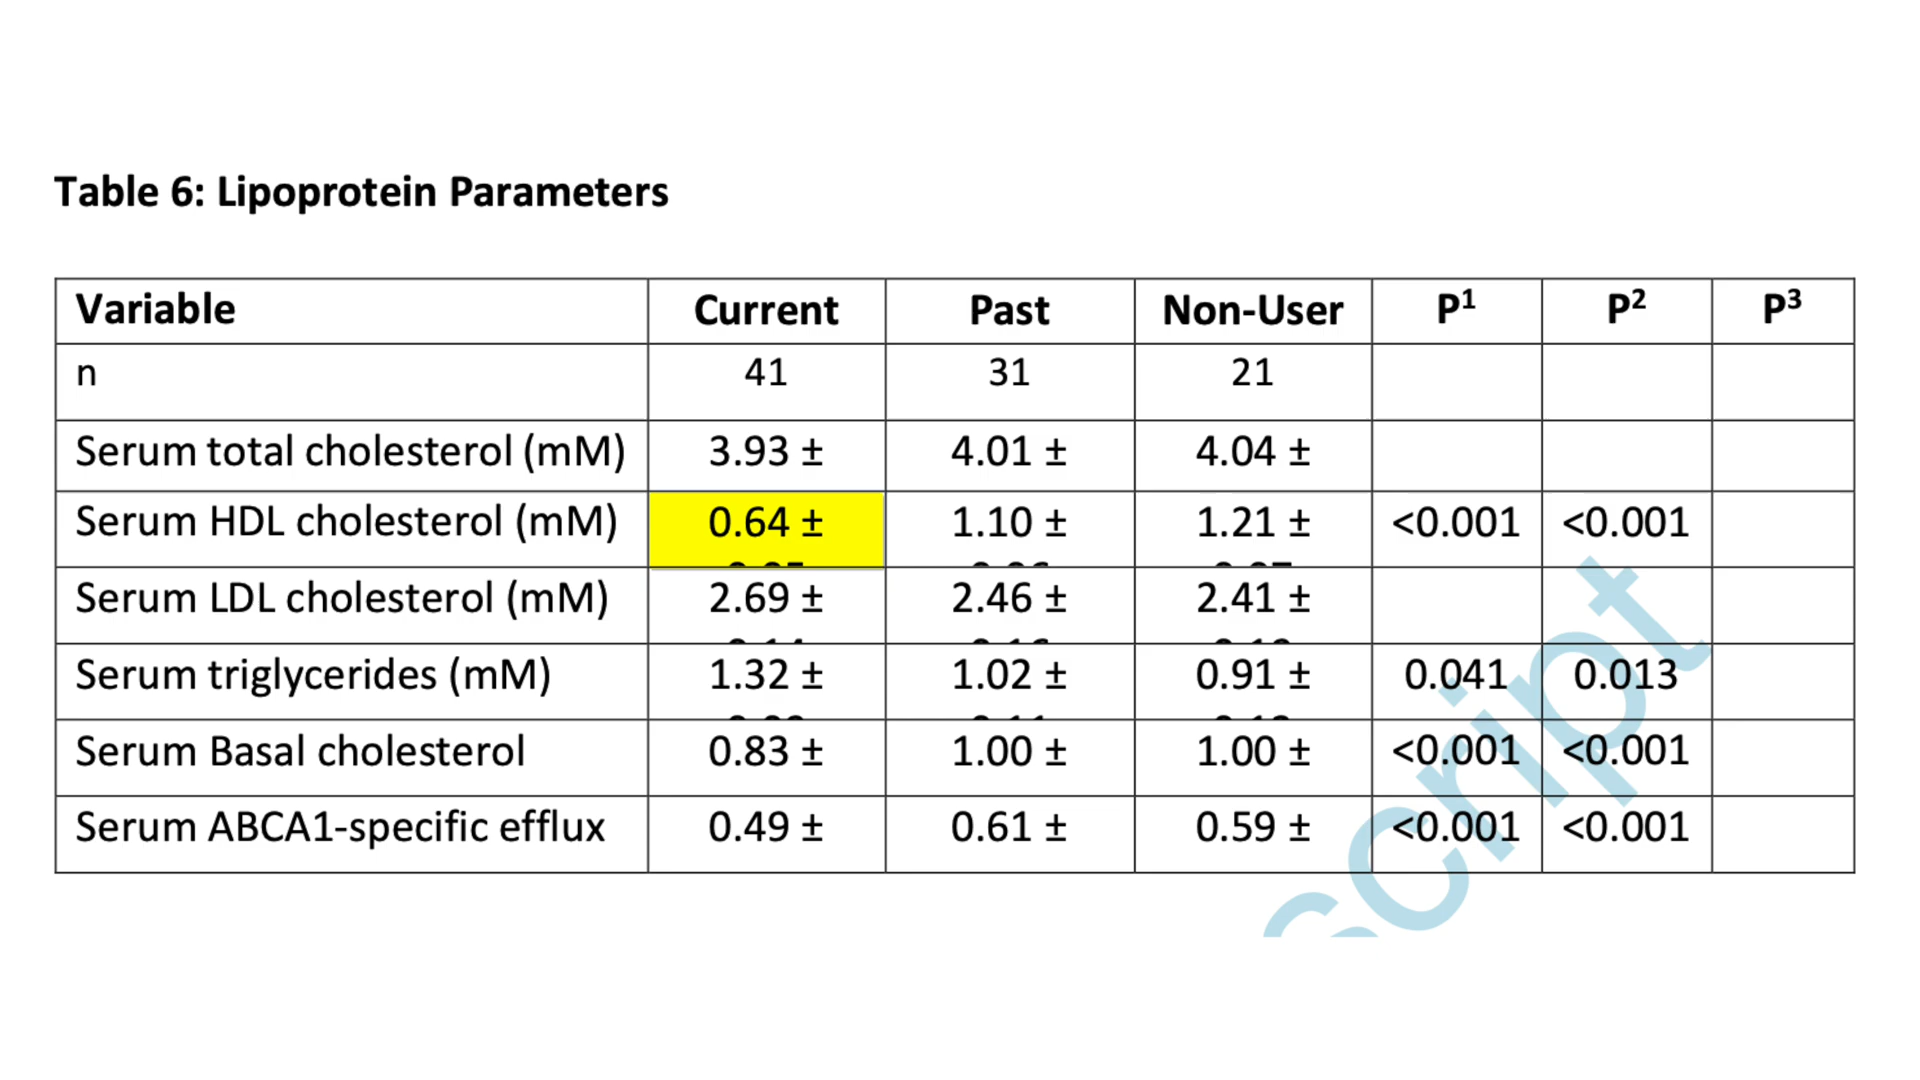 Table 6: Lipoprotein Parameters
Variable Current Past Non-User P¹ P² P³
n 41 31 21
Serum total cholesterol (mM) 3.93 ± 4.01 ± 4.04 ±
Serum HDL cholesterol (mM) 0.64 ± 1.10 ± 1.21 ± <0.001 <0.001
Serum LDL cholesterol (mM) 2.69 ± 2.46 ± 2.41 ±
Serum triglycerides (mM) 1.32 ± 1.02 ± 0.91 ± 0.041 0.013
Serum Basal cholesterol 0.83 ± 1.00 ± 1.00 ± <0.001 <0.001
Serum ABCA1-specific efflux 0.49 ± 0.61 ± 0.59 ± <0.001 <0.001
script